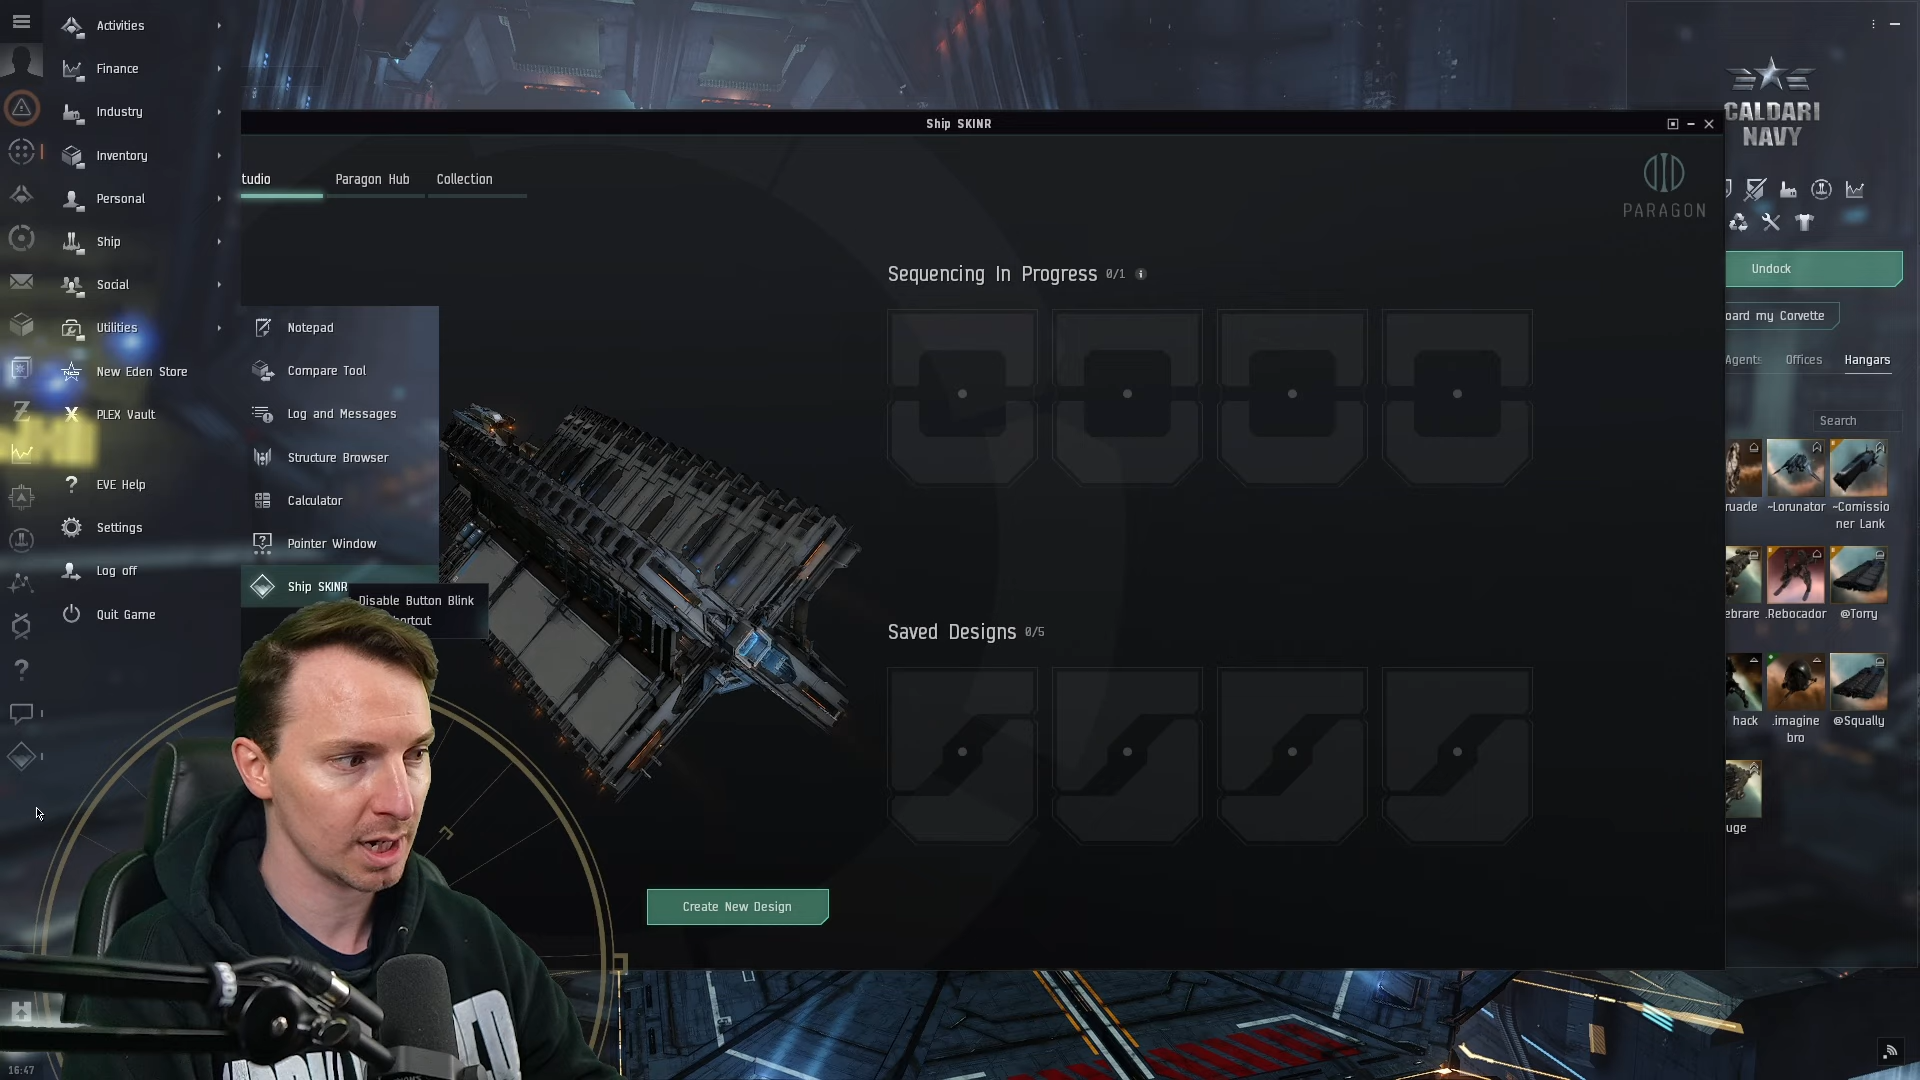 Activities
Finance
Industry
Inventory
Personal
Ship
Social
Utilities
New Eden Store
PLEX Vault
EVE Help
Settings
Log off
Quit Game
16:47
Notepad
Compare Tool
Log and Messages
Structure Browser
Calculator
Pointer Window
Ship SKINR
Disable Button Blink
hortcut
Ship SKINR
tudio
Paragon Hub
Collection
PARAGON
Sequencing In Progress 0/1
Saved Designs 0/5
Create New Design
CALDARI
NAVY
Undock
oard my Corvette
Agents
Offices
Hangars
Search
ruacle
~Lorunator
~Comissio
ner Lank
ebrare
.Rebocador
@Torry
hack
.imagine
bro
@Squally
uge